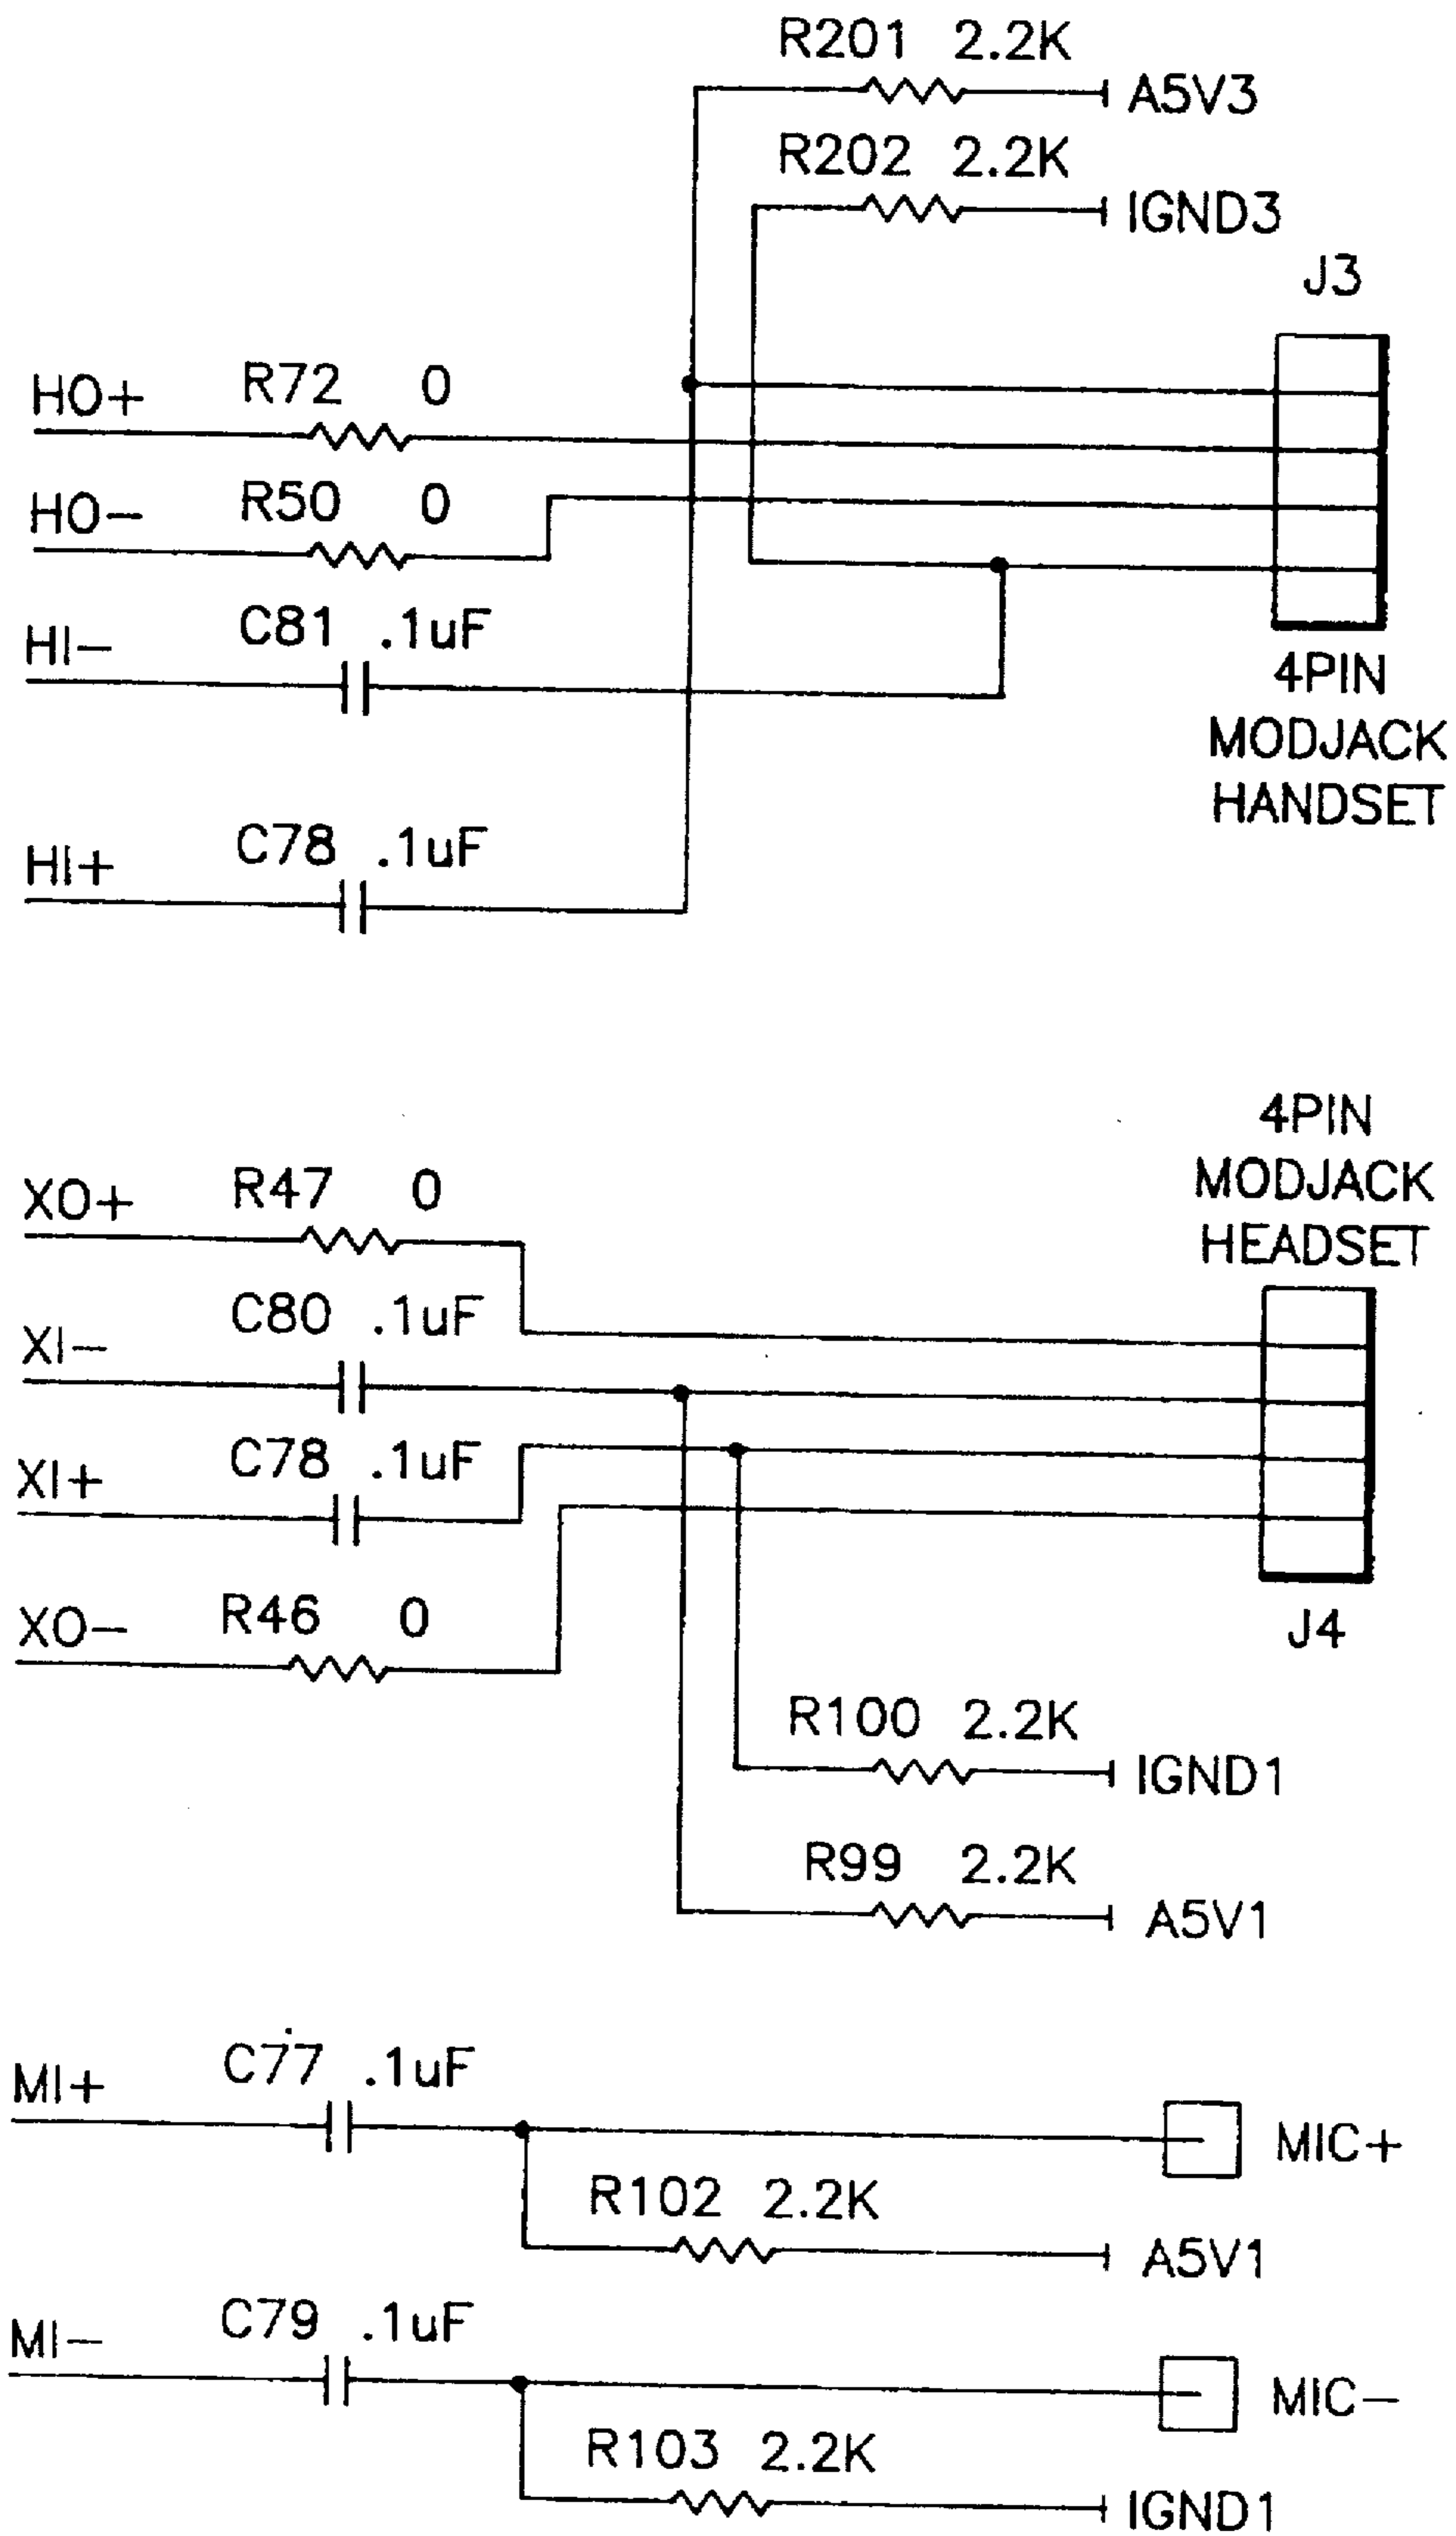 R201 2.2K
A5V3
R202 2.2K
IGND3
J3
HO+ R72 0
HO- R50 0
HI- C81 .1uF
4PIN
MODJACK
HANDSET
HI+ C78 .1uF
4PIN
MODJACK
HEADSET
XO+ R47 0
XI- C80 .1uF
XI+ C78 .1uF
XO- R46 0
J4
R100 2.2K
IGND1
R99 2.2K
A5V1
MI+ C77 .1uF
MIC+
R102 2.2K
A5V1
MI- C79 .1uF
MIC-
R103 2.2K
IGND1